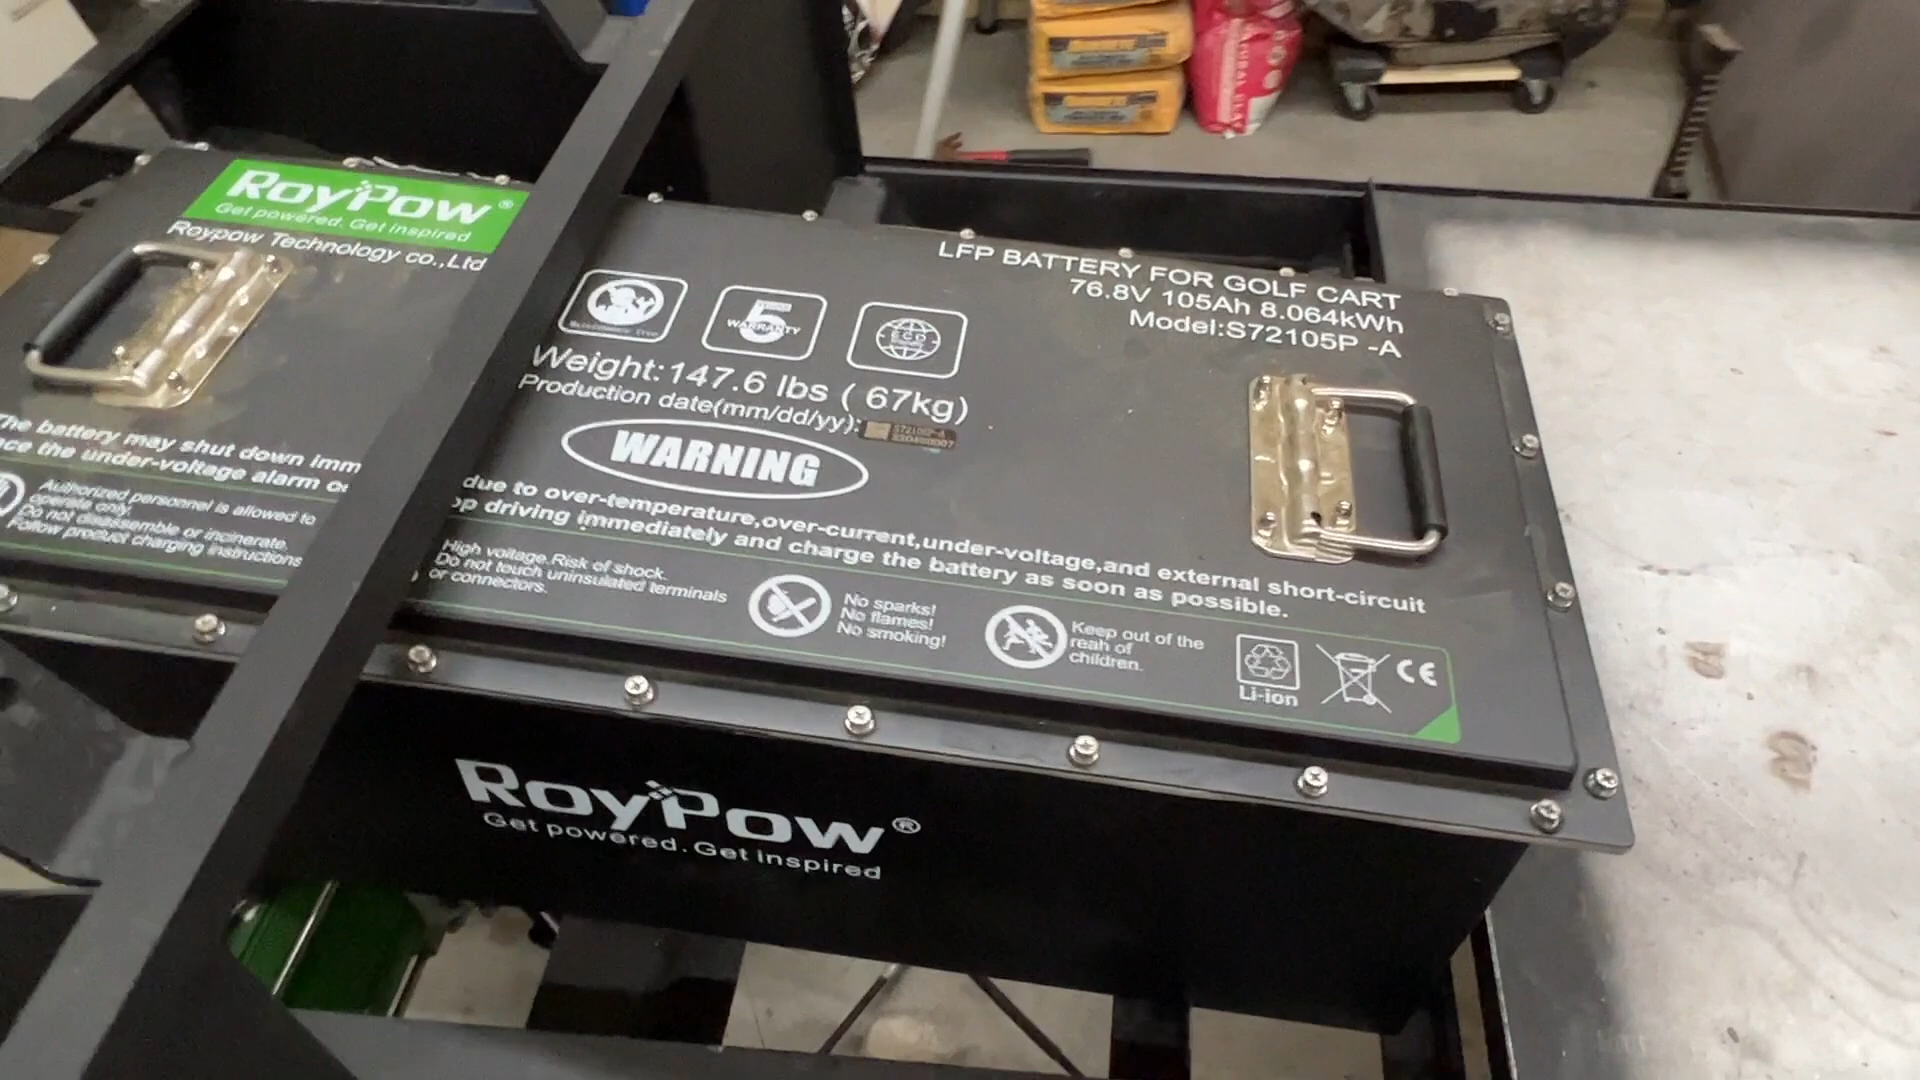 RoyPow®
Get powered. Get inspired
Roypow Technology co.,Ltd
LFP BATTERY FOR GOLF CART
76.8V 105Ah 8.064kWh
Model:S72105P -A
5
WARRANTY
ECO
Weight:147.6 lbs ( 67kg)
Production date(mm/dd/yy):
S72105P-A
WARNING
The battery may shut down imm
due to over-temperature,over-current,under-voltage,and external short-circuit
ce the under-voltage alarm
op driving immediately and charge the battery as soon as possible.
Authorized personnel is allowed to
operate only.
Do not disassemble or incinerate.
Follow product charging instructions
High voltage.Risk of shock.
Do not touch uninsulated terminals
or connectors.
No sparks!
No flames!
No smoking!
Keep out of the
reah of
children.
Li-ion
CE
RoyPow®
Get powered. Get inspired